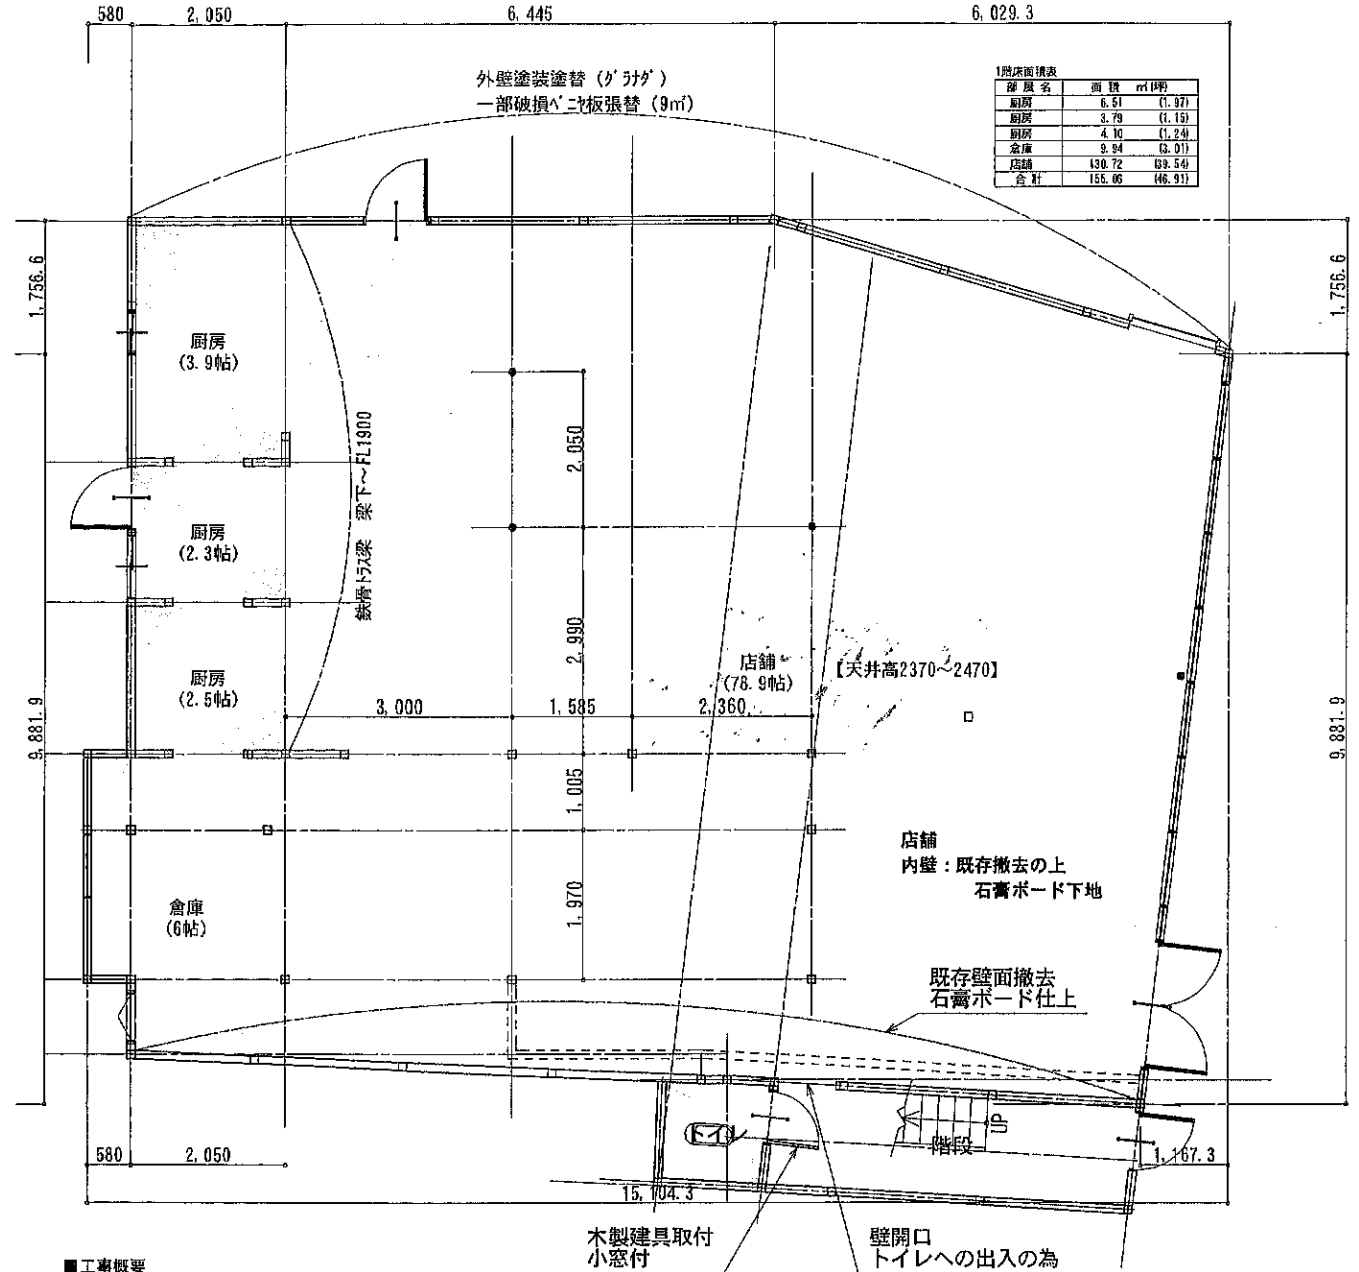 580
2,050
6,445
6,029.3
外壁塗装塗替（グラナダ）
一部破損ベニヤ板張替（9㎡）
1階床面積表
部屋名 面積 ㎡(坪)
厨房 6.51 (1.97)
厨房 3.79 (1.15)
厨房 4.10 (1.24)
倉庫 9.94 (3.01)
店舗 130.72 (39.54)
合計 155.06 (46.91)
1,756.6
1,756.6
厨房
(3.9帖)
鉄骨トラス梁 梁下～FL1900
2,050
厨房
(2.3帖)
2,990
厨房
(2.5帖)
店舗
(78.9帖)
【天井高2370～2470】
3,000
1,585
2,360
9,881.9
9,881.9
1,005
店舗
内壁：既存撤去の上
石膏ボード下地
倉庫
(6帖)
1,970
既存壁面撤去
石膏ボード仕上
トイレ
階段
UP
580
2,050
1,167.3
15,104.3
木製建具取付
小窓付
壁開口
トイレへの出入の為
■工事概要